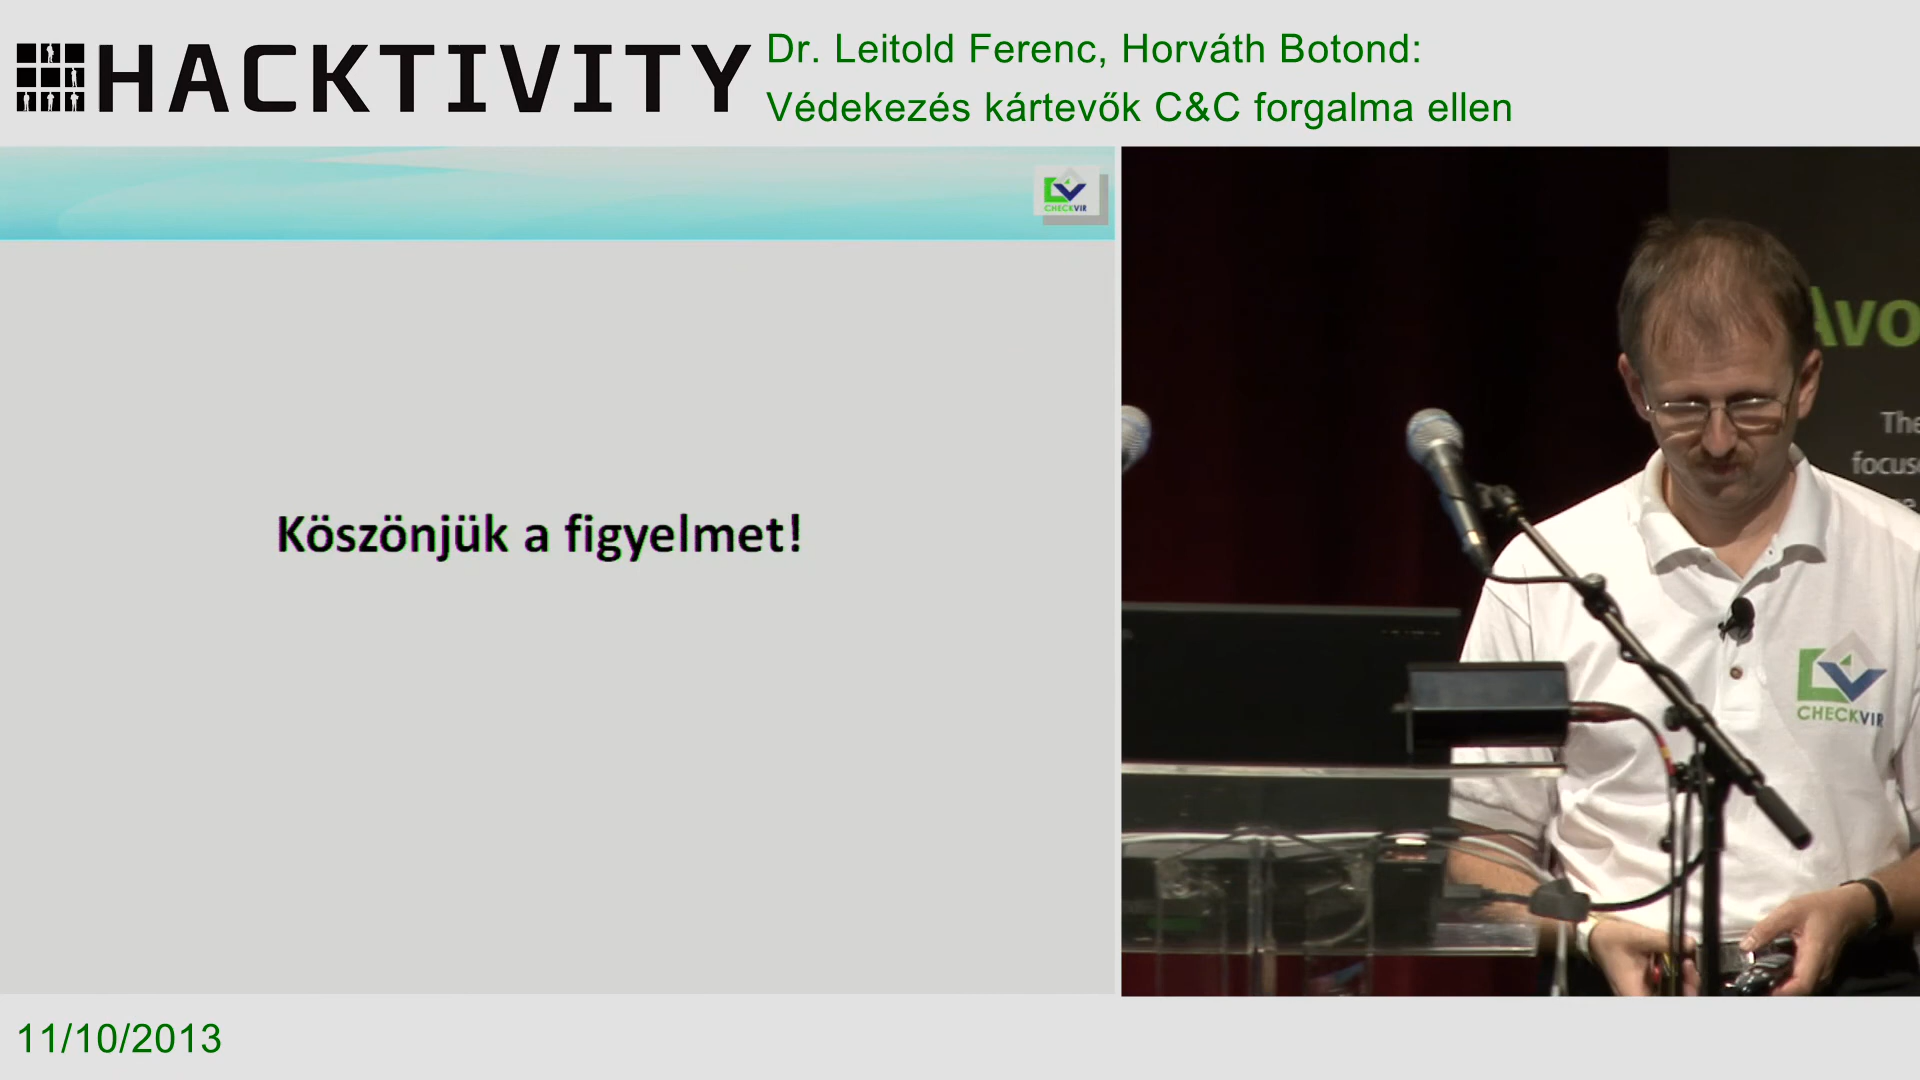 HACKTIVITY
Dr. Leitold Ferenc, Horváth Botond:
Védekezés kártevők C&C forgalma ellen
CHECKVIR
Köszönjük a figyelmet!
Avo
The
focus
CHECKVIR
11/10/2013